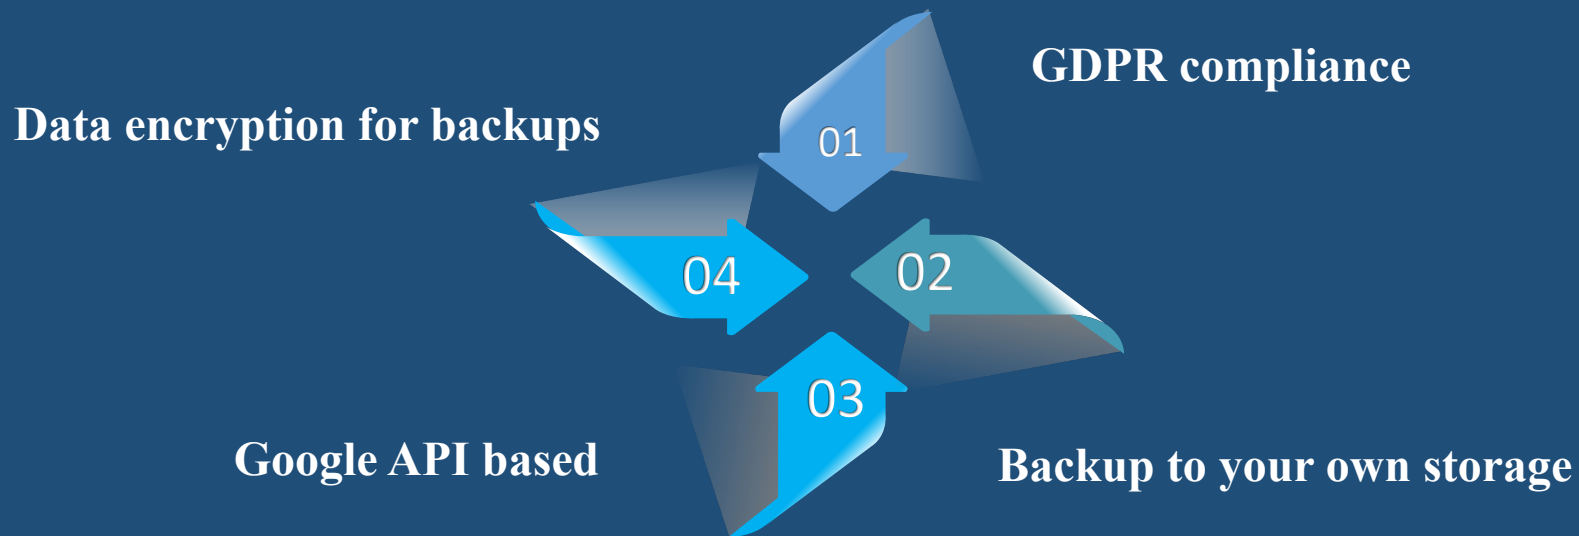 GDPR compliance
Data encryption for backups
01
04
02
03
Google API based
Backup to your own storage